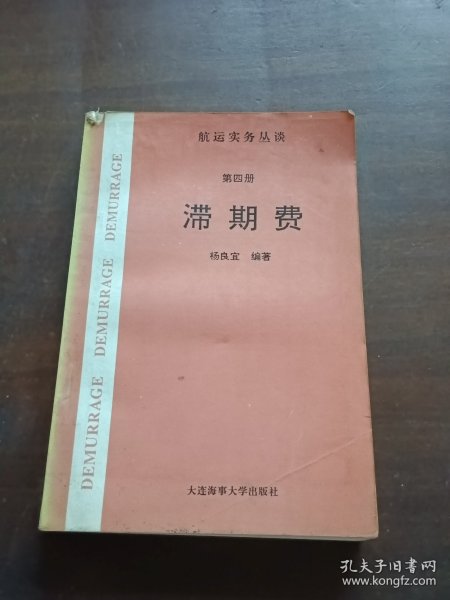 航运实务丛谈
第四册
滞期费
杨良宜 编著
DEMURRAGE DEMURRAGE DEMURRAGE
大连海事大学出版社
孔夫子旧书网
www.kongfz.com